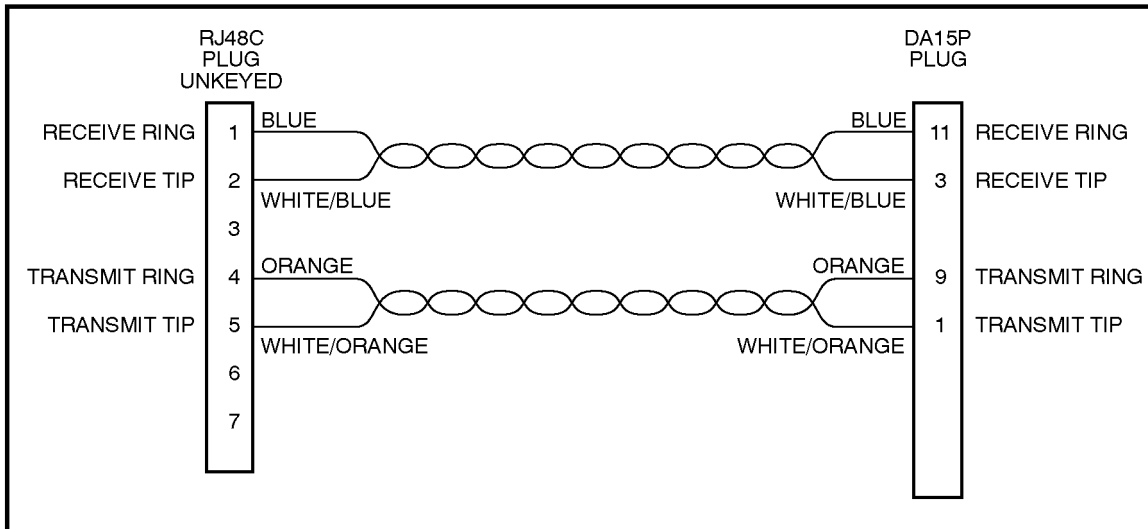 RJ48C
PLUG
UNKEYED
DA15P
PLUG
RECEIVE RING 1 BLUE BLUE 11 RECEIVE RING
RECEIVE TIP 2 WHITE/BLUE WHITE/BLUE 3 RECEIVE TIP
3
TRANSMIT RING 4 ORANGE ORANGE 9 TRANSMIT RING
TRANSMIT TIP 5 WHITE/ORANGE WHITE/ORANGE 1 TRANSMIT TIP
6
7